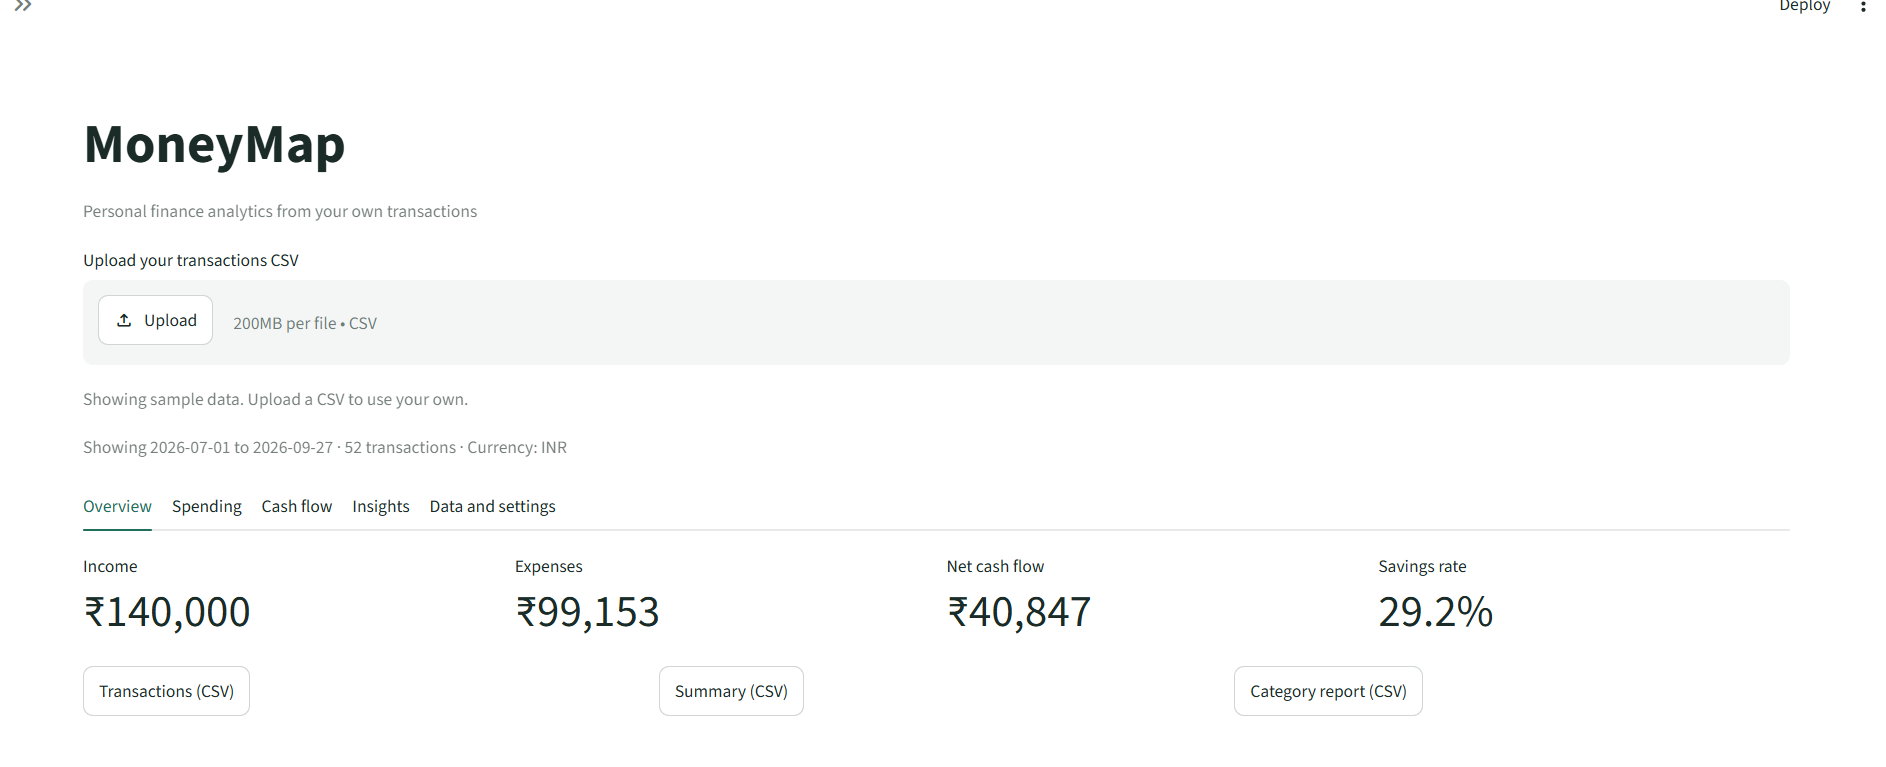 Deploy
MoneyMap
Personal finance analytics from your own transactions
Upload your transactions CSV
Upload 200MB per file • CSV
Showing sample data. Upload a CSV to use your own.
Showing 2026-07-01 to 2026-09-27 · 52 transactions · Currency: INR
Overview Spending Cash flow Insights Data and settings
Income Expenses Net cash flow Savings rate
₹140,000 ₹99,153 ₹40,847 29.2%
Transactions (CSV) Summary (CSV) Category report (CSV)